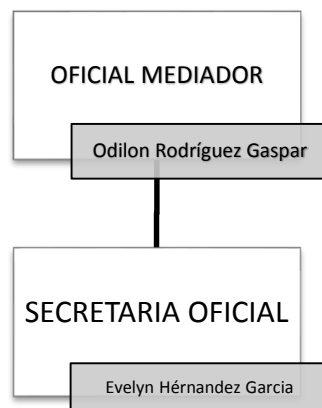 OFICIAL MEDIADOR
Odilon Rodríguez Gaspar
SECRETARIA OFICIAL
Evelyn Hérnandez Garcia